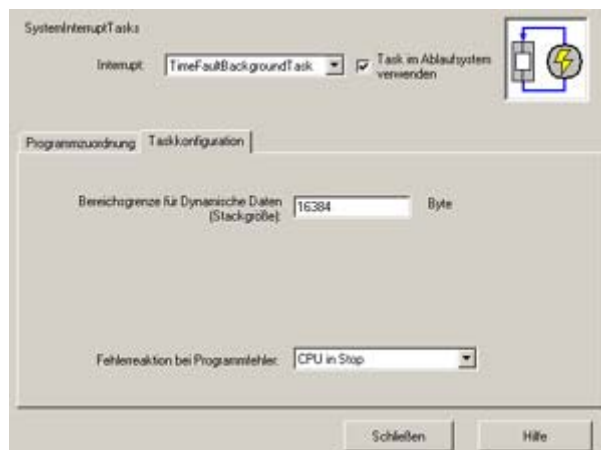 SystemInterruptTasks
Interrupt: TimeFaultBackgroundTask Task im Ablaufsystem
verwenden
Programmzuordnung Taskkonfiguration
Bereichsgrenze für Dynamische Daten
(Stackgröße): 16384 Byte
Fehlerreaktion bei Programmfehler: CPU in Stop
Schließen Hilfe